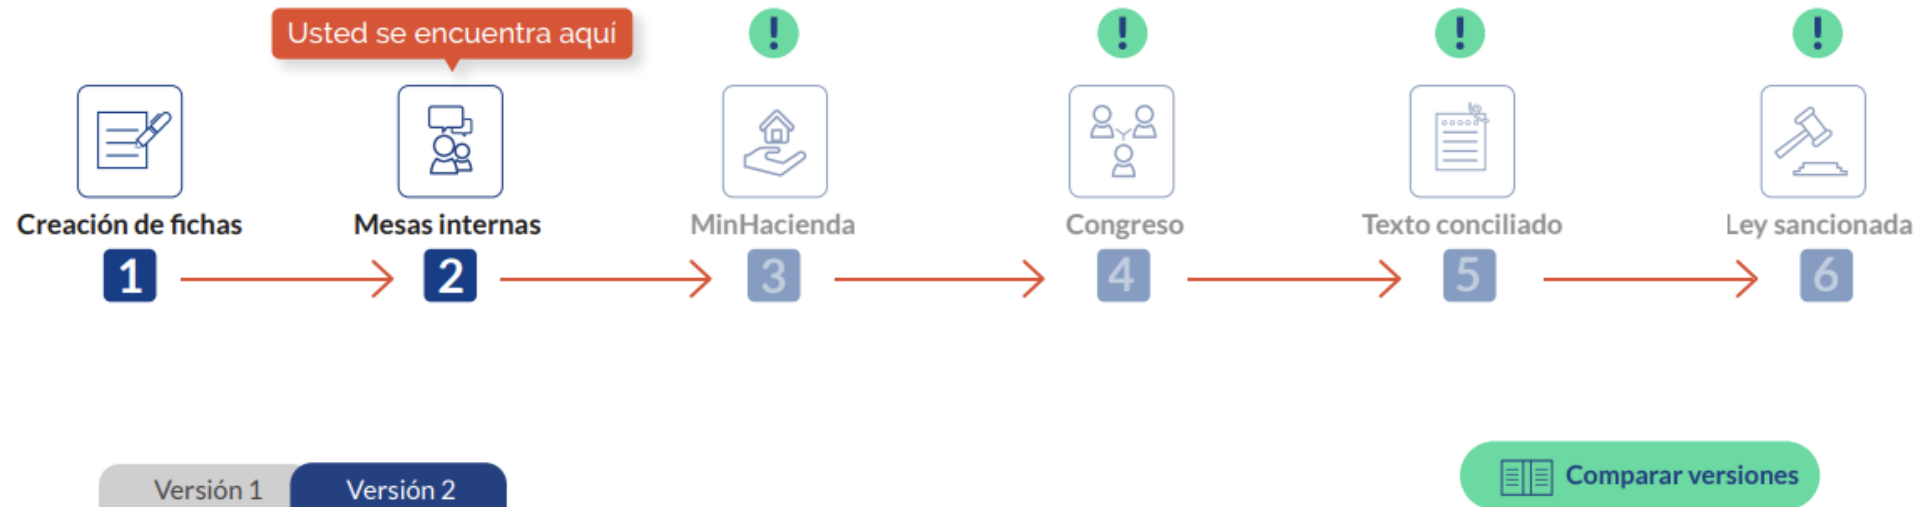 Usted se encuentra aquí
!
!
!
!
Creación de fichas
Mesas internas
MinHacienda
Congreso
Texto conciliado
Ley sancionada
1
2
3
4
5
6
Versión 1
Versión 2
Comparar versiones